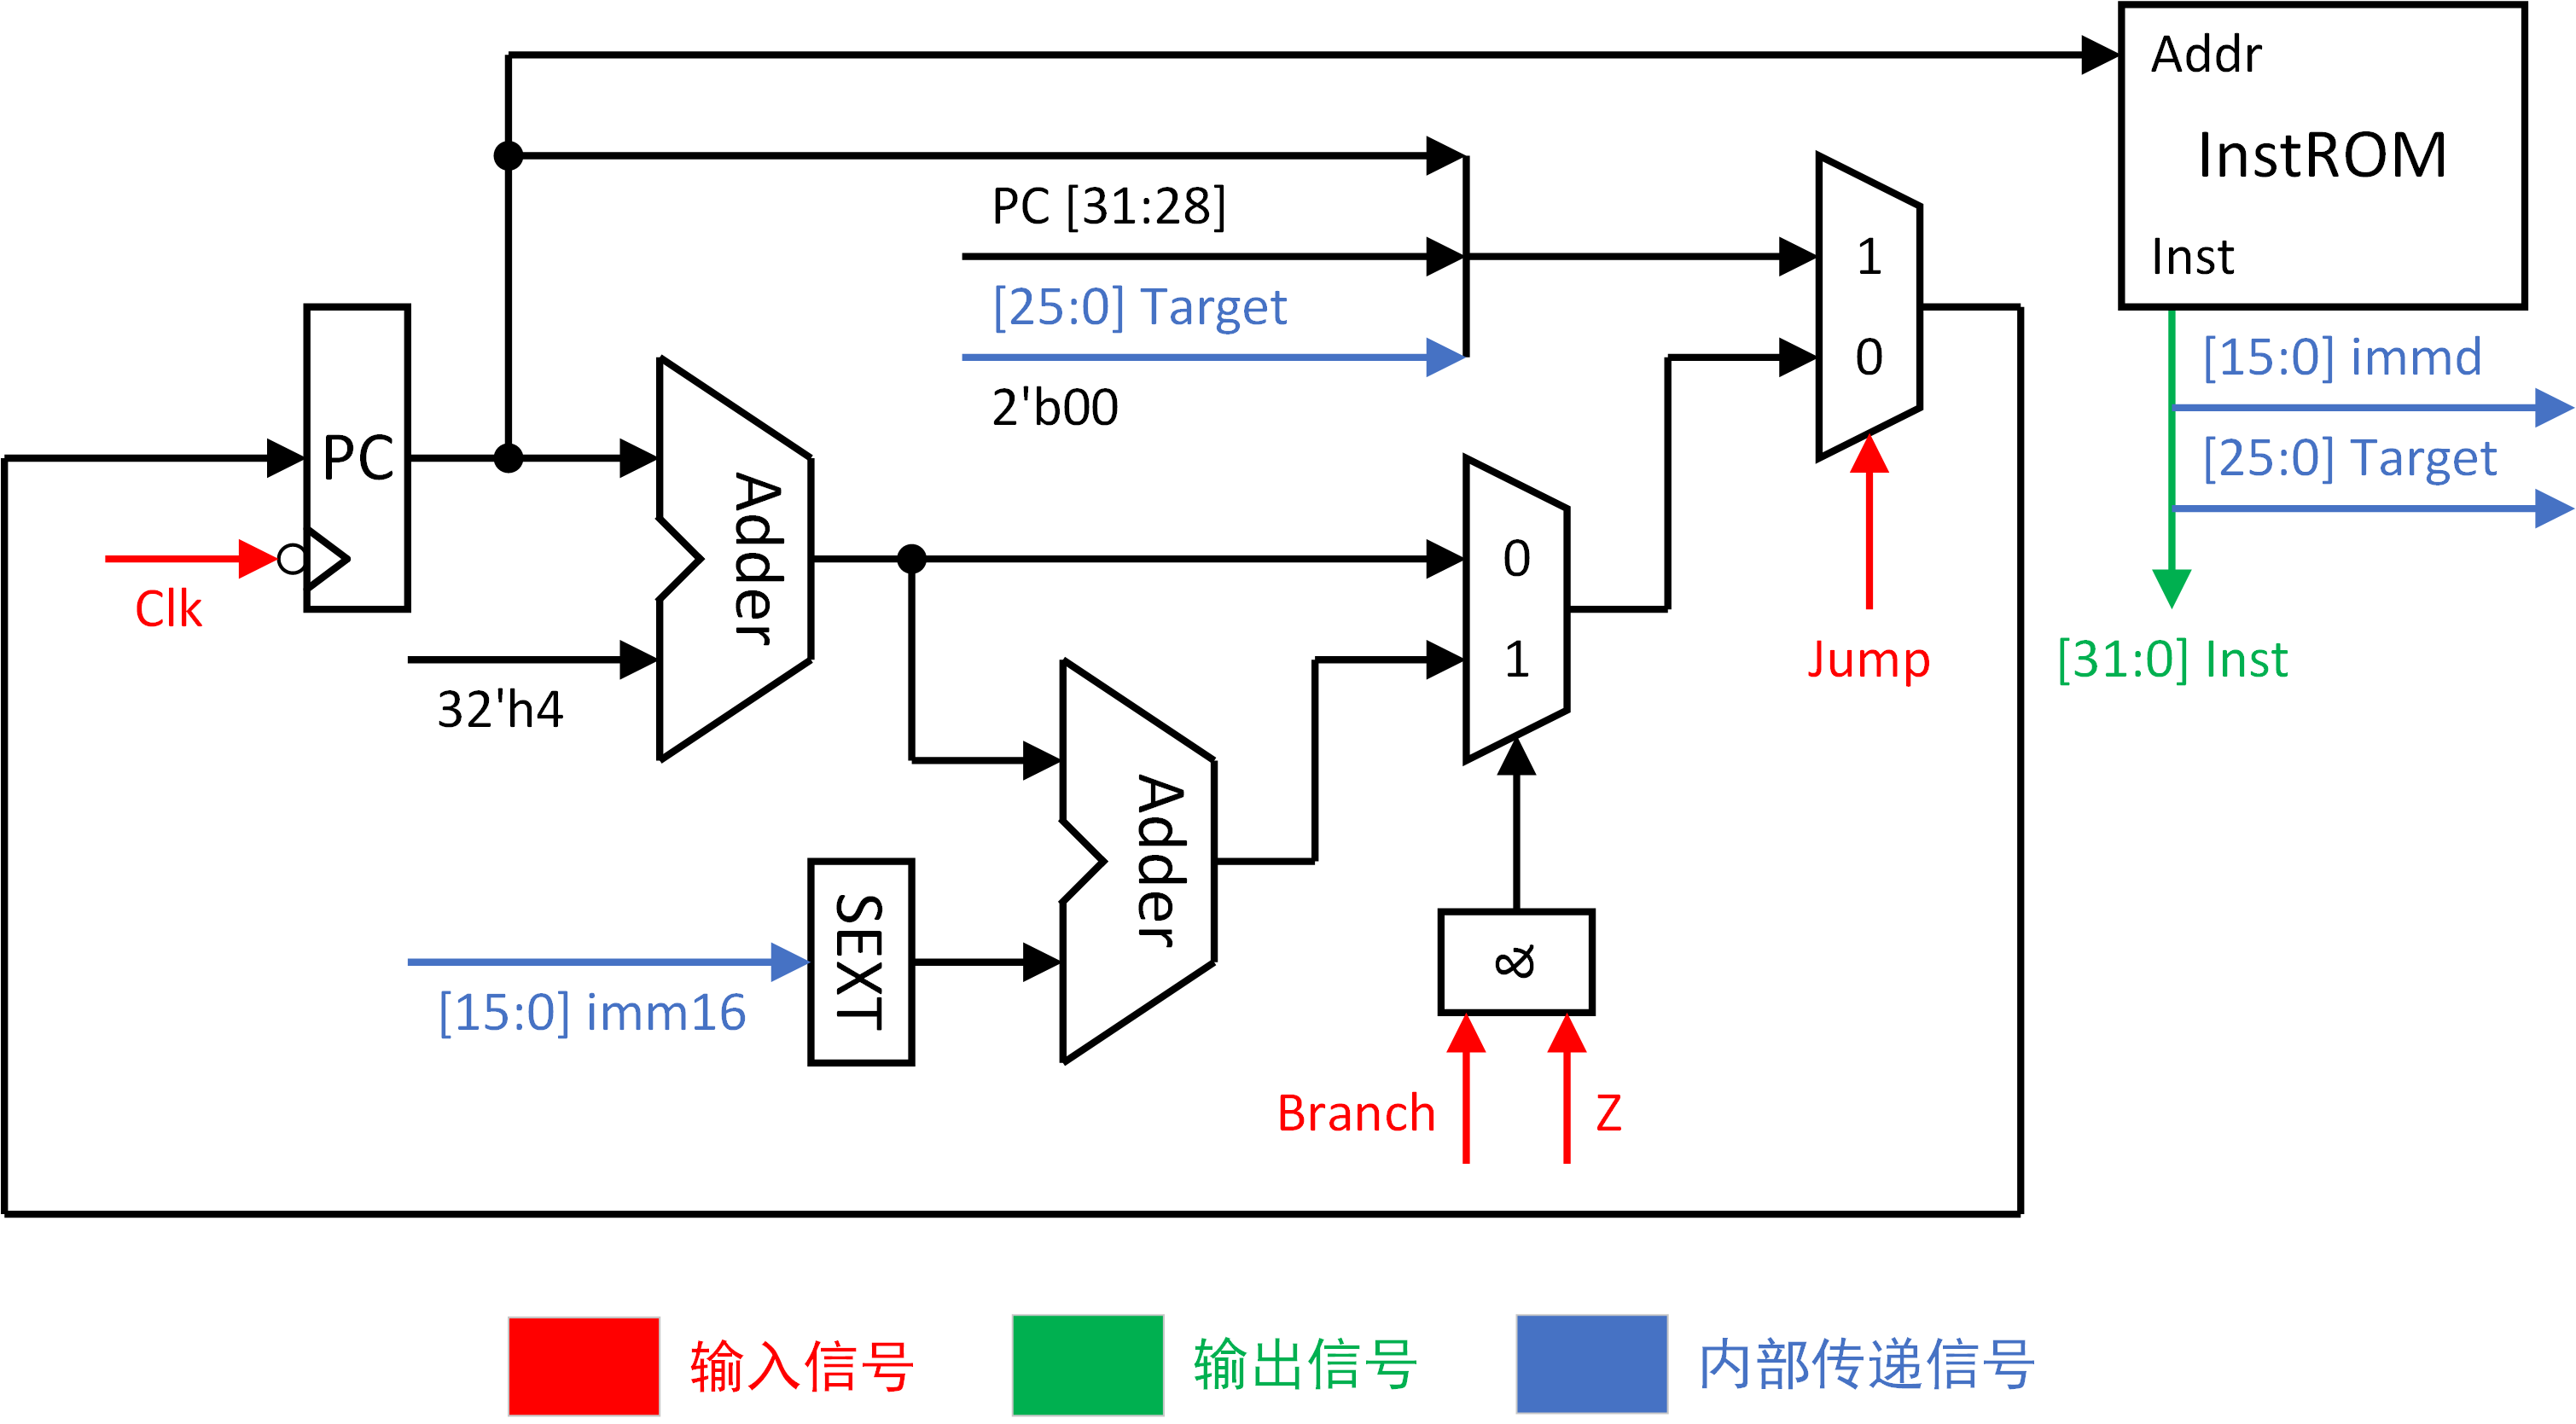 Addr
InstROM
Inst
PC [31:28]
[25:0] Target
2'b00
1
0
[15:0] immd
[25:0] Target
PC
Clk
32'h4
Adder
0
1
Jump
[31:0] Inst
Adder
SEXT
[15:0] imm16
&
Branch
Z
输入信号
输出信号
内部传递信号